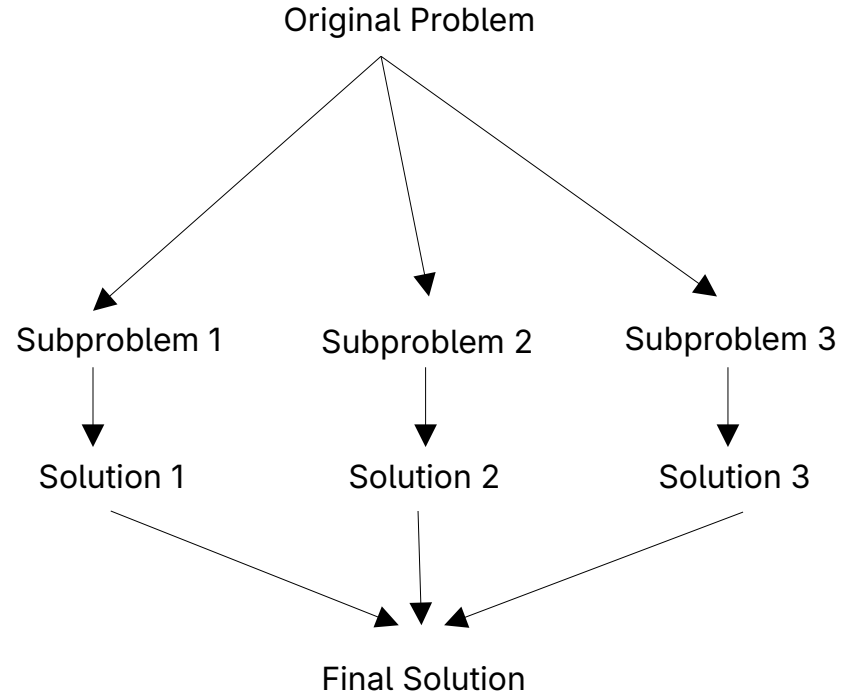 Original Problem
Subproblem 1
Subproblem 2
Subproblem 3
Solution 1
Solution 2
Solution 3
Final Solution